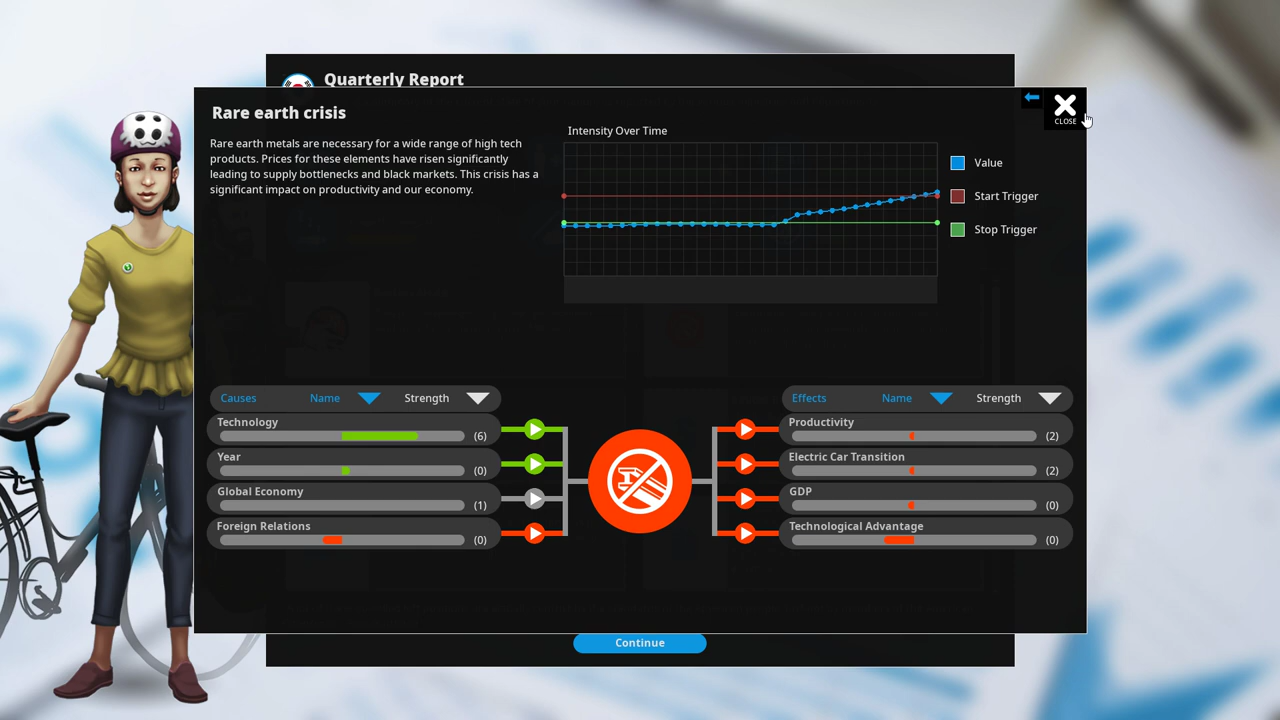 Quarterly Report
Rare earth crisis
CLOSE
Rare earth metals are necessary for a wide range of high tech
products. Prices for these elements have risen significantly
leading to supply bottlenecks and black markets. This crisis has a
significant impact on productivity and our economy.
Intensity Over Time
Value
Start Trigger
Stop Trigger
Causes Name Strength
Technology
(6)
Year
(0)
Global Economy
(1)
Foreign Relations
(0)
Effects Name Strength
Productivity
(2)
Electric Car Transition
(2)
GDP
(0)
Technological Advantage
(0)
Continue